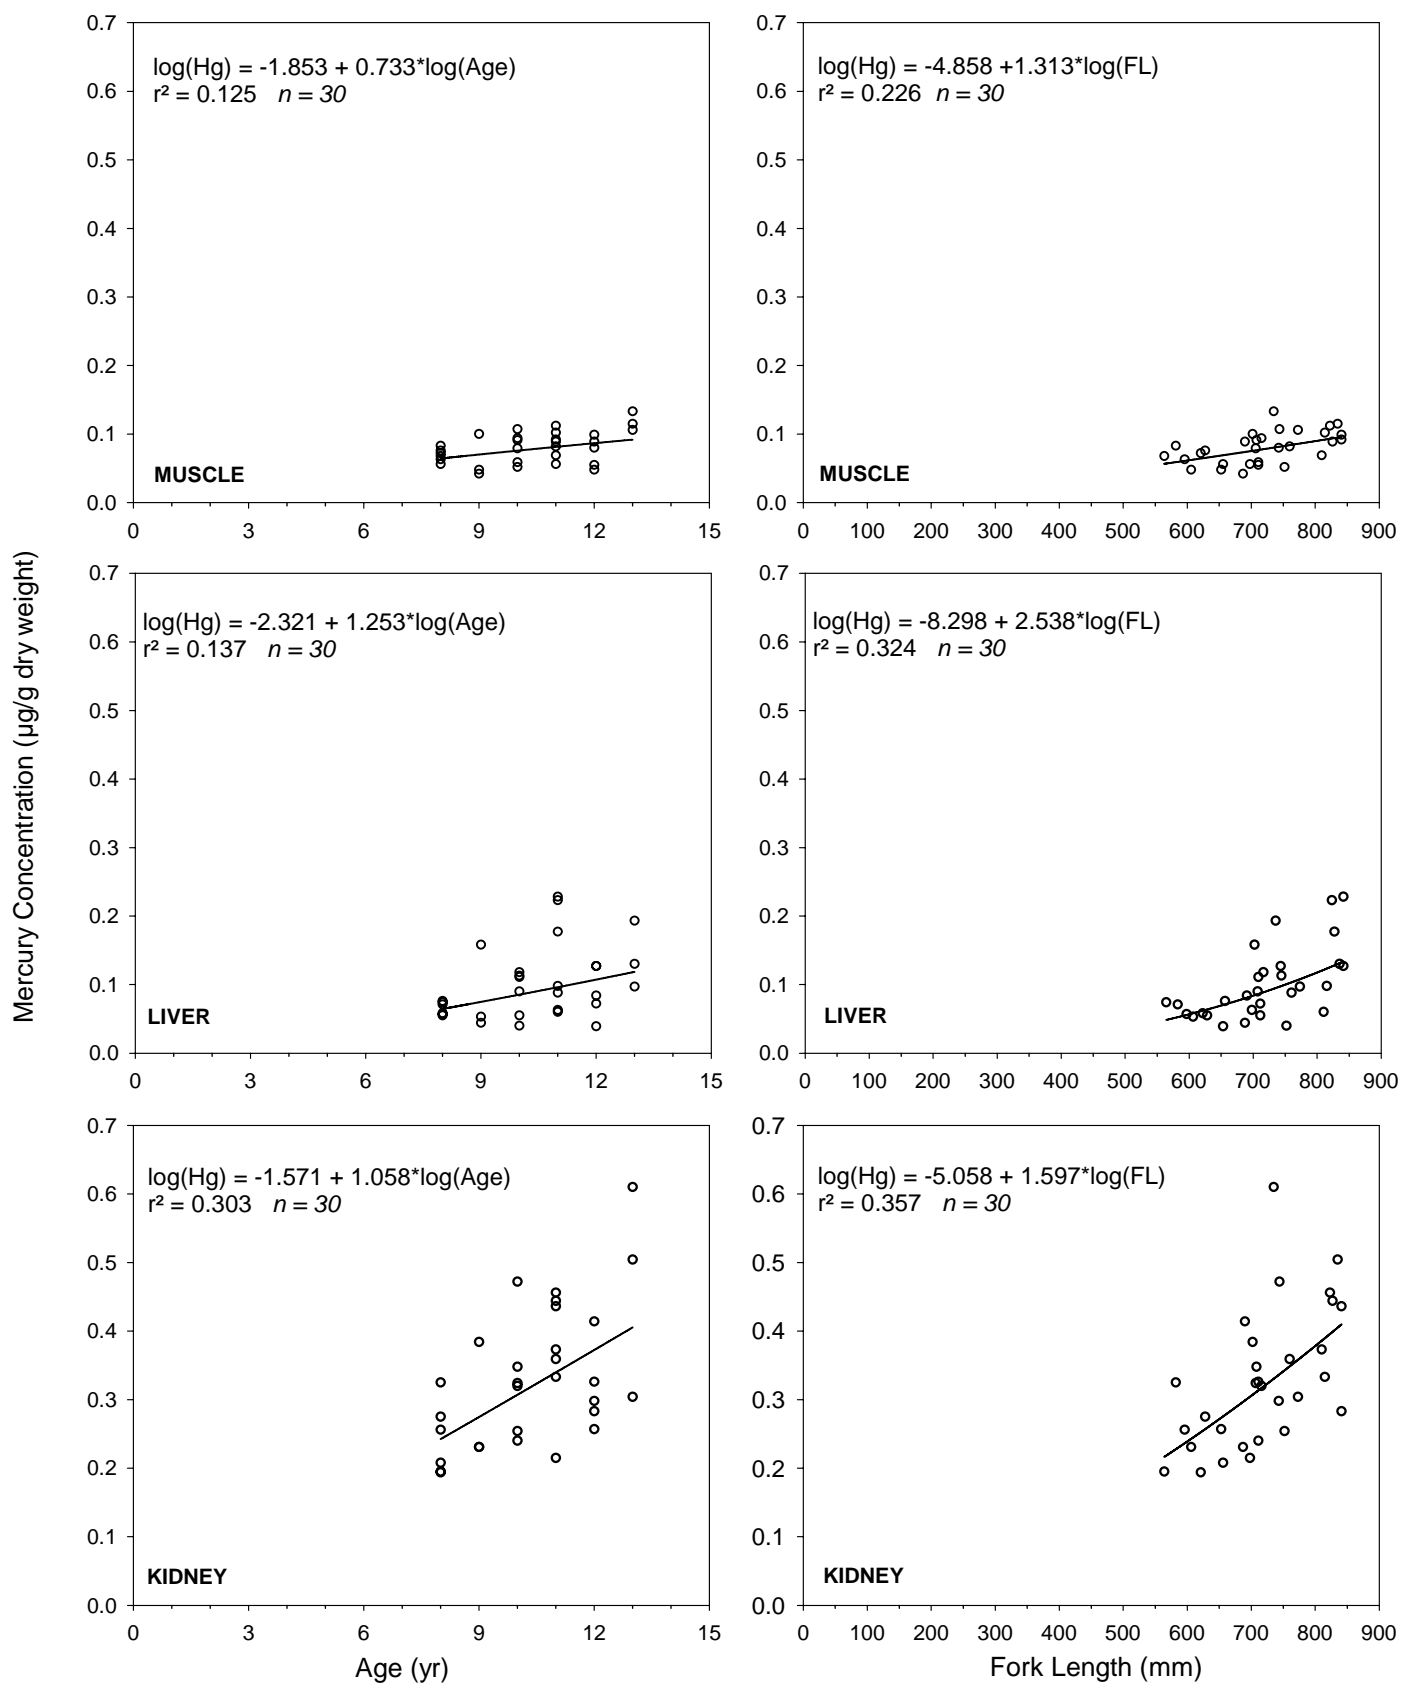 Mercury Concentration (µg/g dry weight)
0.7
0.6
0.5
0.4
0.3
0.2
0.1
0.0
log(Hg) = -1.853 + 0.733*log(Age)
r² = 0.125 n = 30
MUSCLE
0 3 6 9 12 15
0.7
0.6
0.5
0.4
0.3
0.2
0.1
0.0
log(Hg) = -4.858 +1.313*log(FL)
r² = 0.226 n = 30
MUSCLE
0 100 200 300 400 500 600 700 800 900
0.7
0.6
0.5
0.4
0.3
0.2
0.1
0.0
log(Hg) = -2.321 + 1.253*log(Age)
r² = 0.137 n = 30
LIVER
0 3 6 9 12 15
0.7
0.6
0.5
0.4
0.3
0.2
0.1
0.0
log(Hg) = -8.298 + 2.538*log(FL)
r² = 0.324 n = 30
LIVER
0 100 200 300 400 500 600 700 800 900
0.7
0.6
0.5
0.4
0.3
0.2
0.1
0.0
log(Hg) = -1.571 + 1.058*log(Age)
r² = 0.303 n = 30
KIDNEY
0 3 6 9 12 15
Age (yr)
0.7
0.6
0.5
0.4
0.3
0.2
0.1
0.0
log(Hg) = -5.058 + 1.597*log(FL)
r² = 0.357 n = 30
KIDNEY
0 100 200 300 400 500 600 700 800 900
Fork Length (mm)